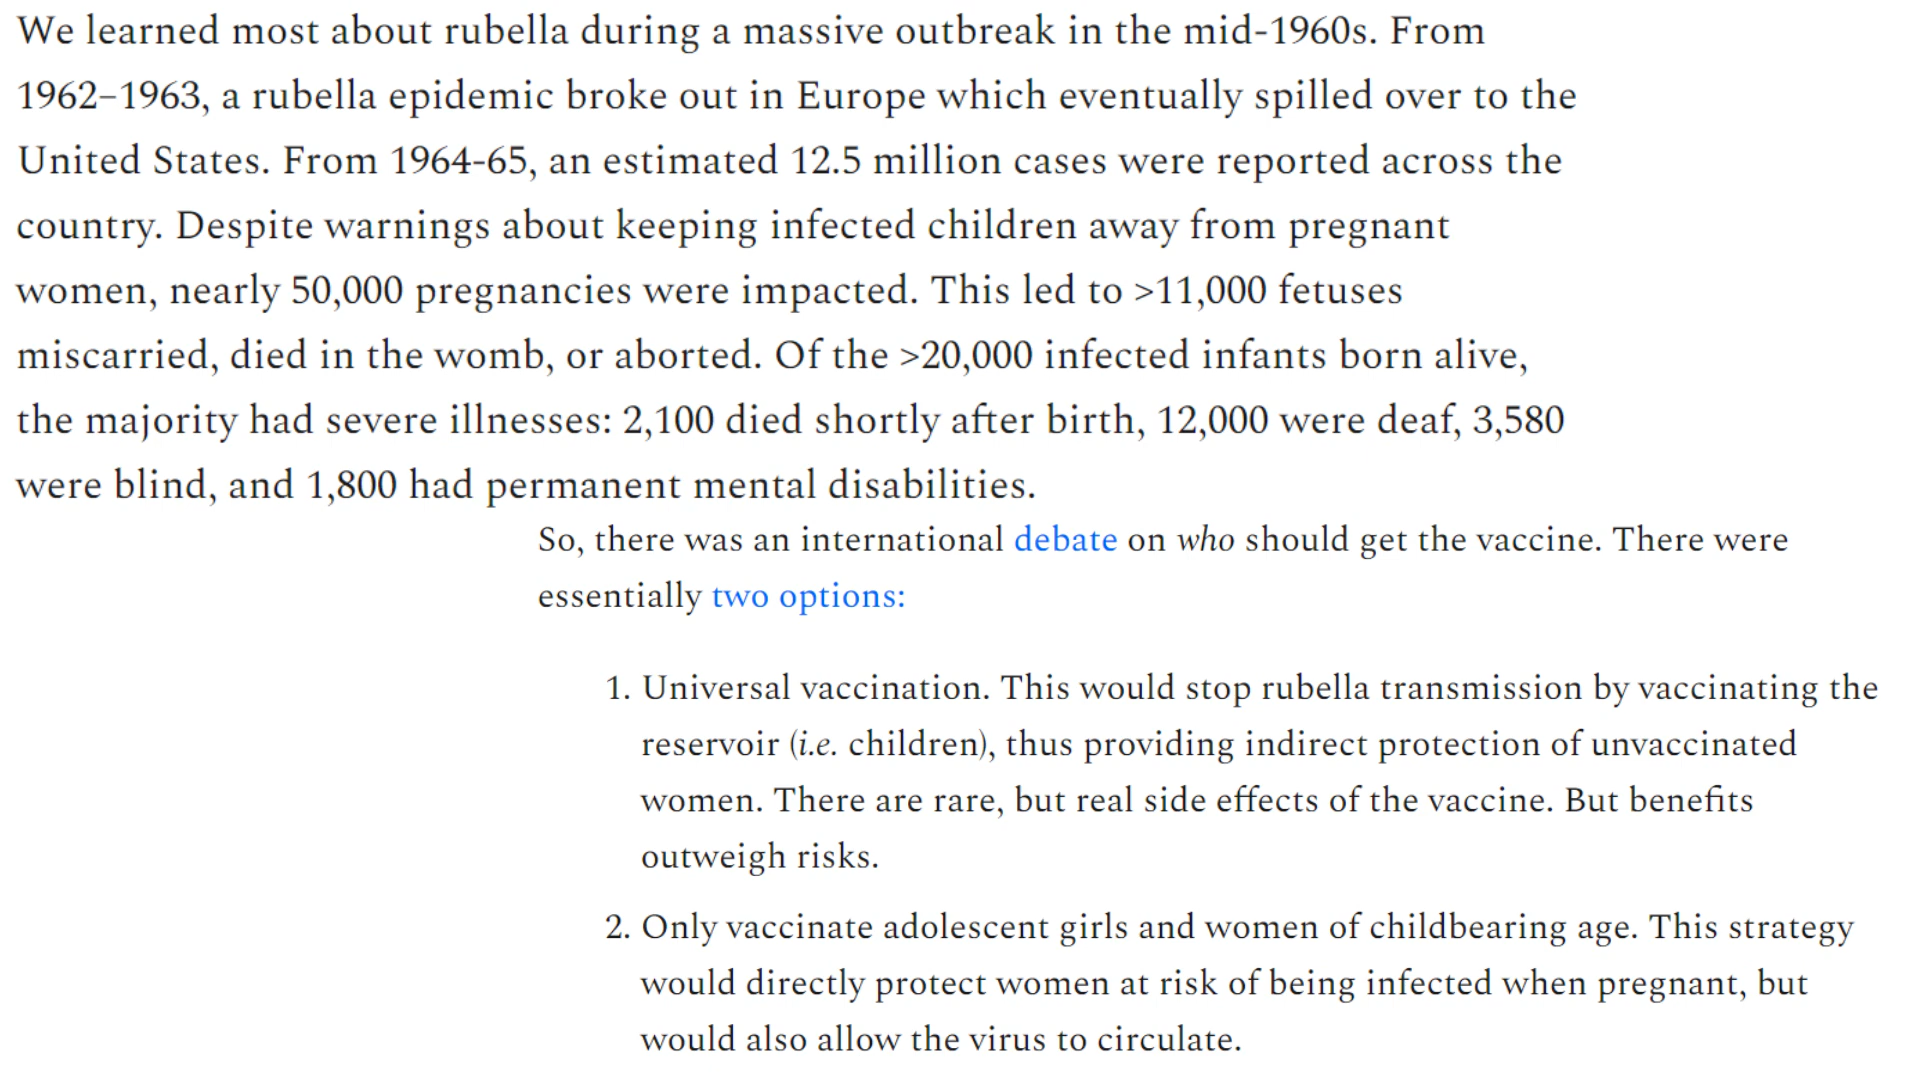 We learned most about rubella during a massive outbreak in the mid-1960s. From
1962–1963, a rubella epidemic broke out in Europe which eventually spilled over to the
United States. From 1964-65, an estimated 12.5 million cases were reported across the
country. Despite warnings about keeping infected children away from pregnant
women, nearly 50,000 pregnancies were impacted. This led to >11,000 fetuses
miscarried, died in the womb, or aborted. Of the >20,000 infected infants born alive,
the majority had severe illnesses: 2,100 died shortly after birth, 12,000 were deaf, 3,580
were blind, and 1,800 had permanent mental disabilities.
So, there was an international debate on who should get the vaccine. There were
essentially two options:
1. Universal vaccination. This would stop rubella transmission by vaccinating the
reservoir (i.e. children), thus providing indirect protection of unvaccinated
women. There are rare, but real side effects of the vaccine. But benefits
outweigh risks.
2. Only vaccinate adolescent girls and women of childbearing age. This strategy
would directly protect women at risk of being infected when pregnant, but
would also allow the virus to circulate.